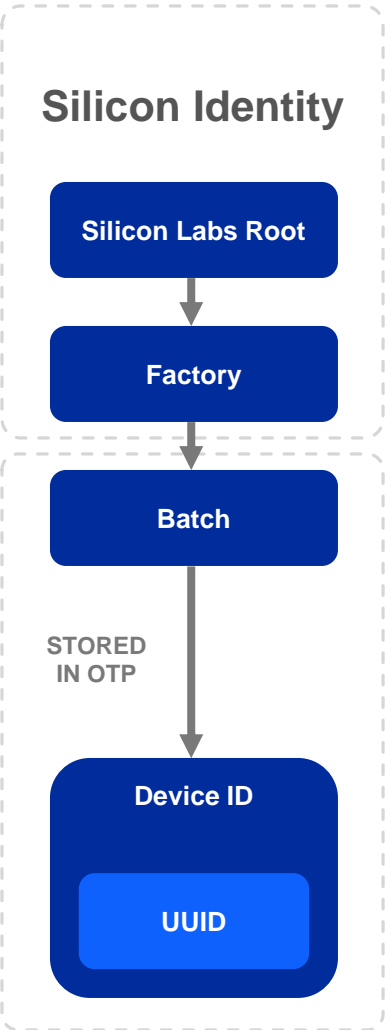 Silicon Identity
Silicon Labs Root
Factory
Batch
STORED
IN OTP
Device ID
UUID